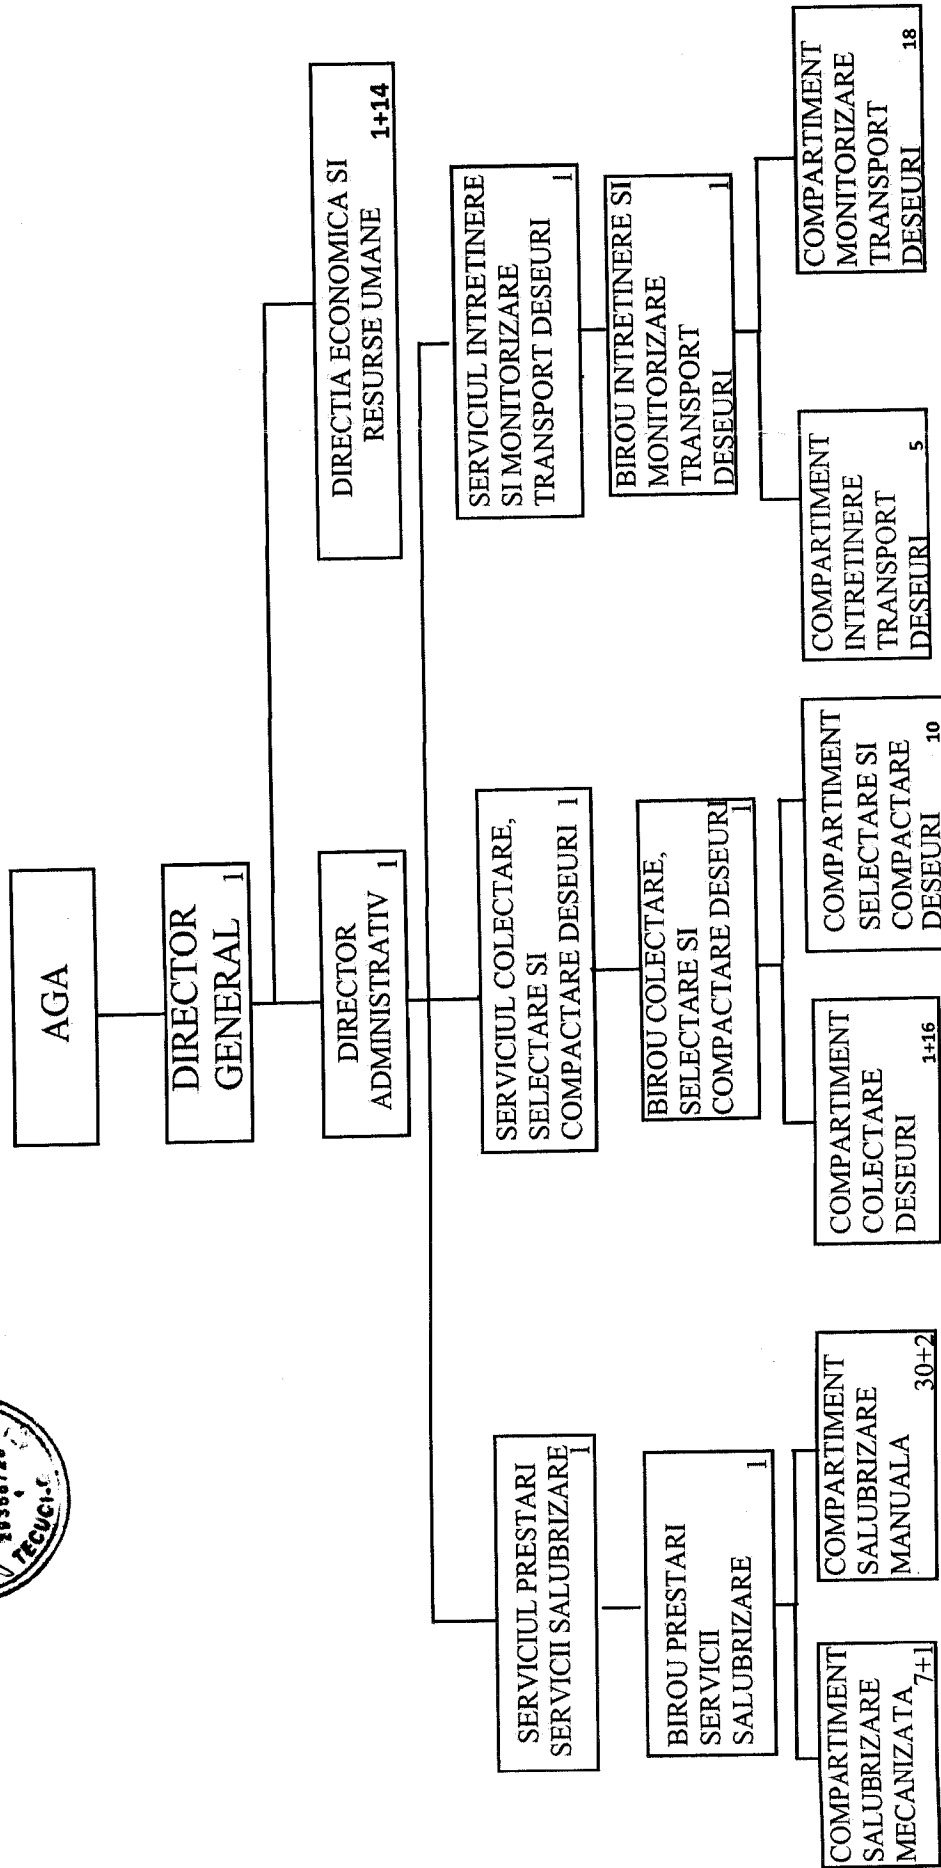 TECUCI
AGA
DIRECTOR
GENERAL
1
DIRECTOR
ADMINISTRATIV
1
DIRECTIA ECONOMICA SI
RESURSE UMANE
1+14
SERVICIUL PRESTARI
SERVICII SALUBRIZARE
1
SERVICIUL COLECTARE,
SELECTARE SI
COMPACTARE DESEURI 1
SERVICIUL INTRETINERE
SI MONITORIZARE
TRANSPORT DESEURI
1
BIROU PRESTARI
SERVICII
SALUBRIZARE
1
BIROU COLECTARE,
SELECTARE SI
COMPACTARE DESEURI
1
BIROU INTRETINERE SI
MONITORIZARE
TRANSPORT
DESEURI
1
COMPARTIMENT
SALUBRIZARE
MECANIZATA
7+1
COMPARTIMENT
SALUBRIZARE
MANUALA
30+2
COMPARTIMENT
COLECTARE
DESEURI
1+16
COMPARTIMENT
SELECTARE SI
COMPACTARE
DESEURI
10
COMPARTIMENT
INTRETINERE
TRANSPORT
DESEURI
5
COMPARTIMENT
MONITORIZARE
TRANSPORT
DESEURI
18